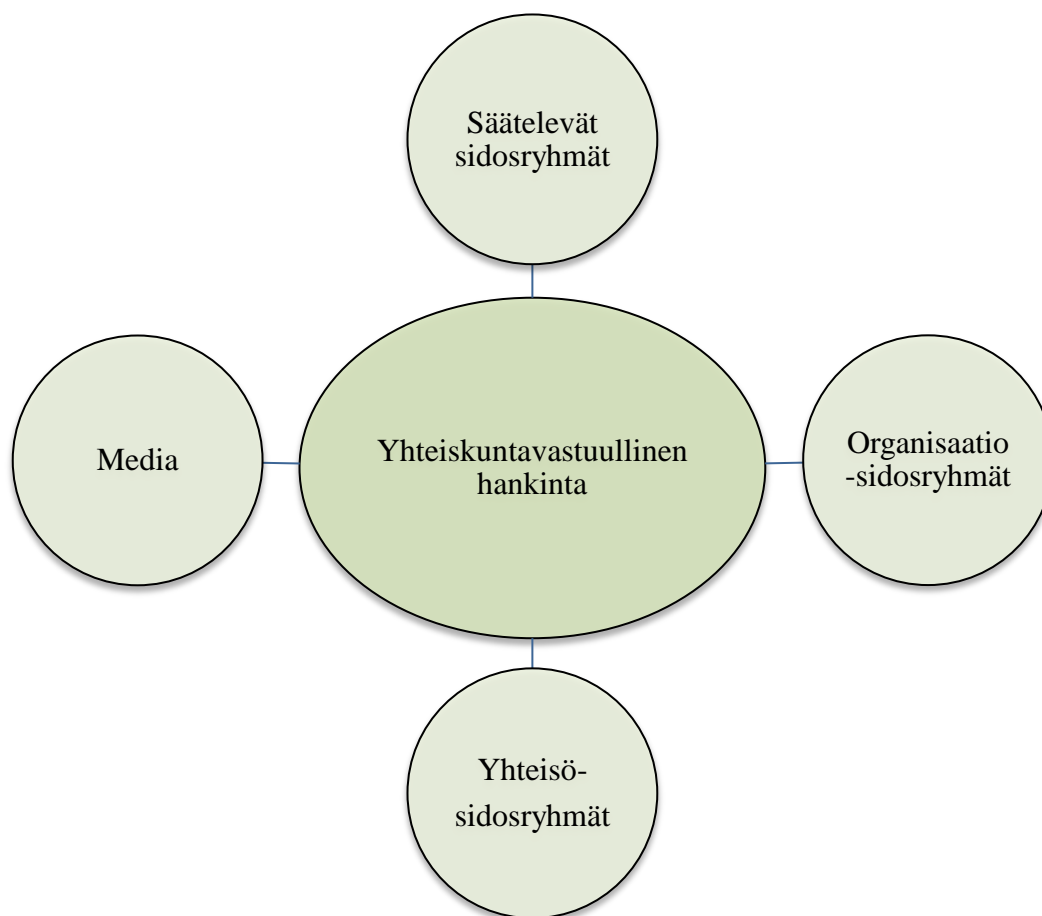 Säätelevät
sidosryhmät
Media
Yhteiskuntavastuullinen
hankinta
Organisaatio
-sidosryhmät
Yhteisö-
sidosryhmät